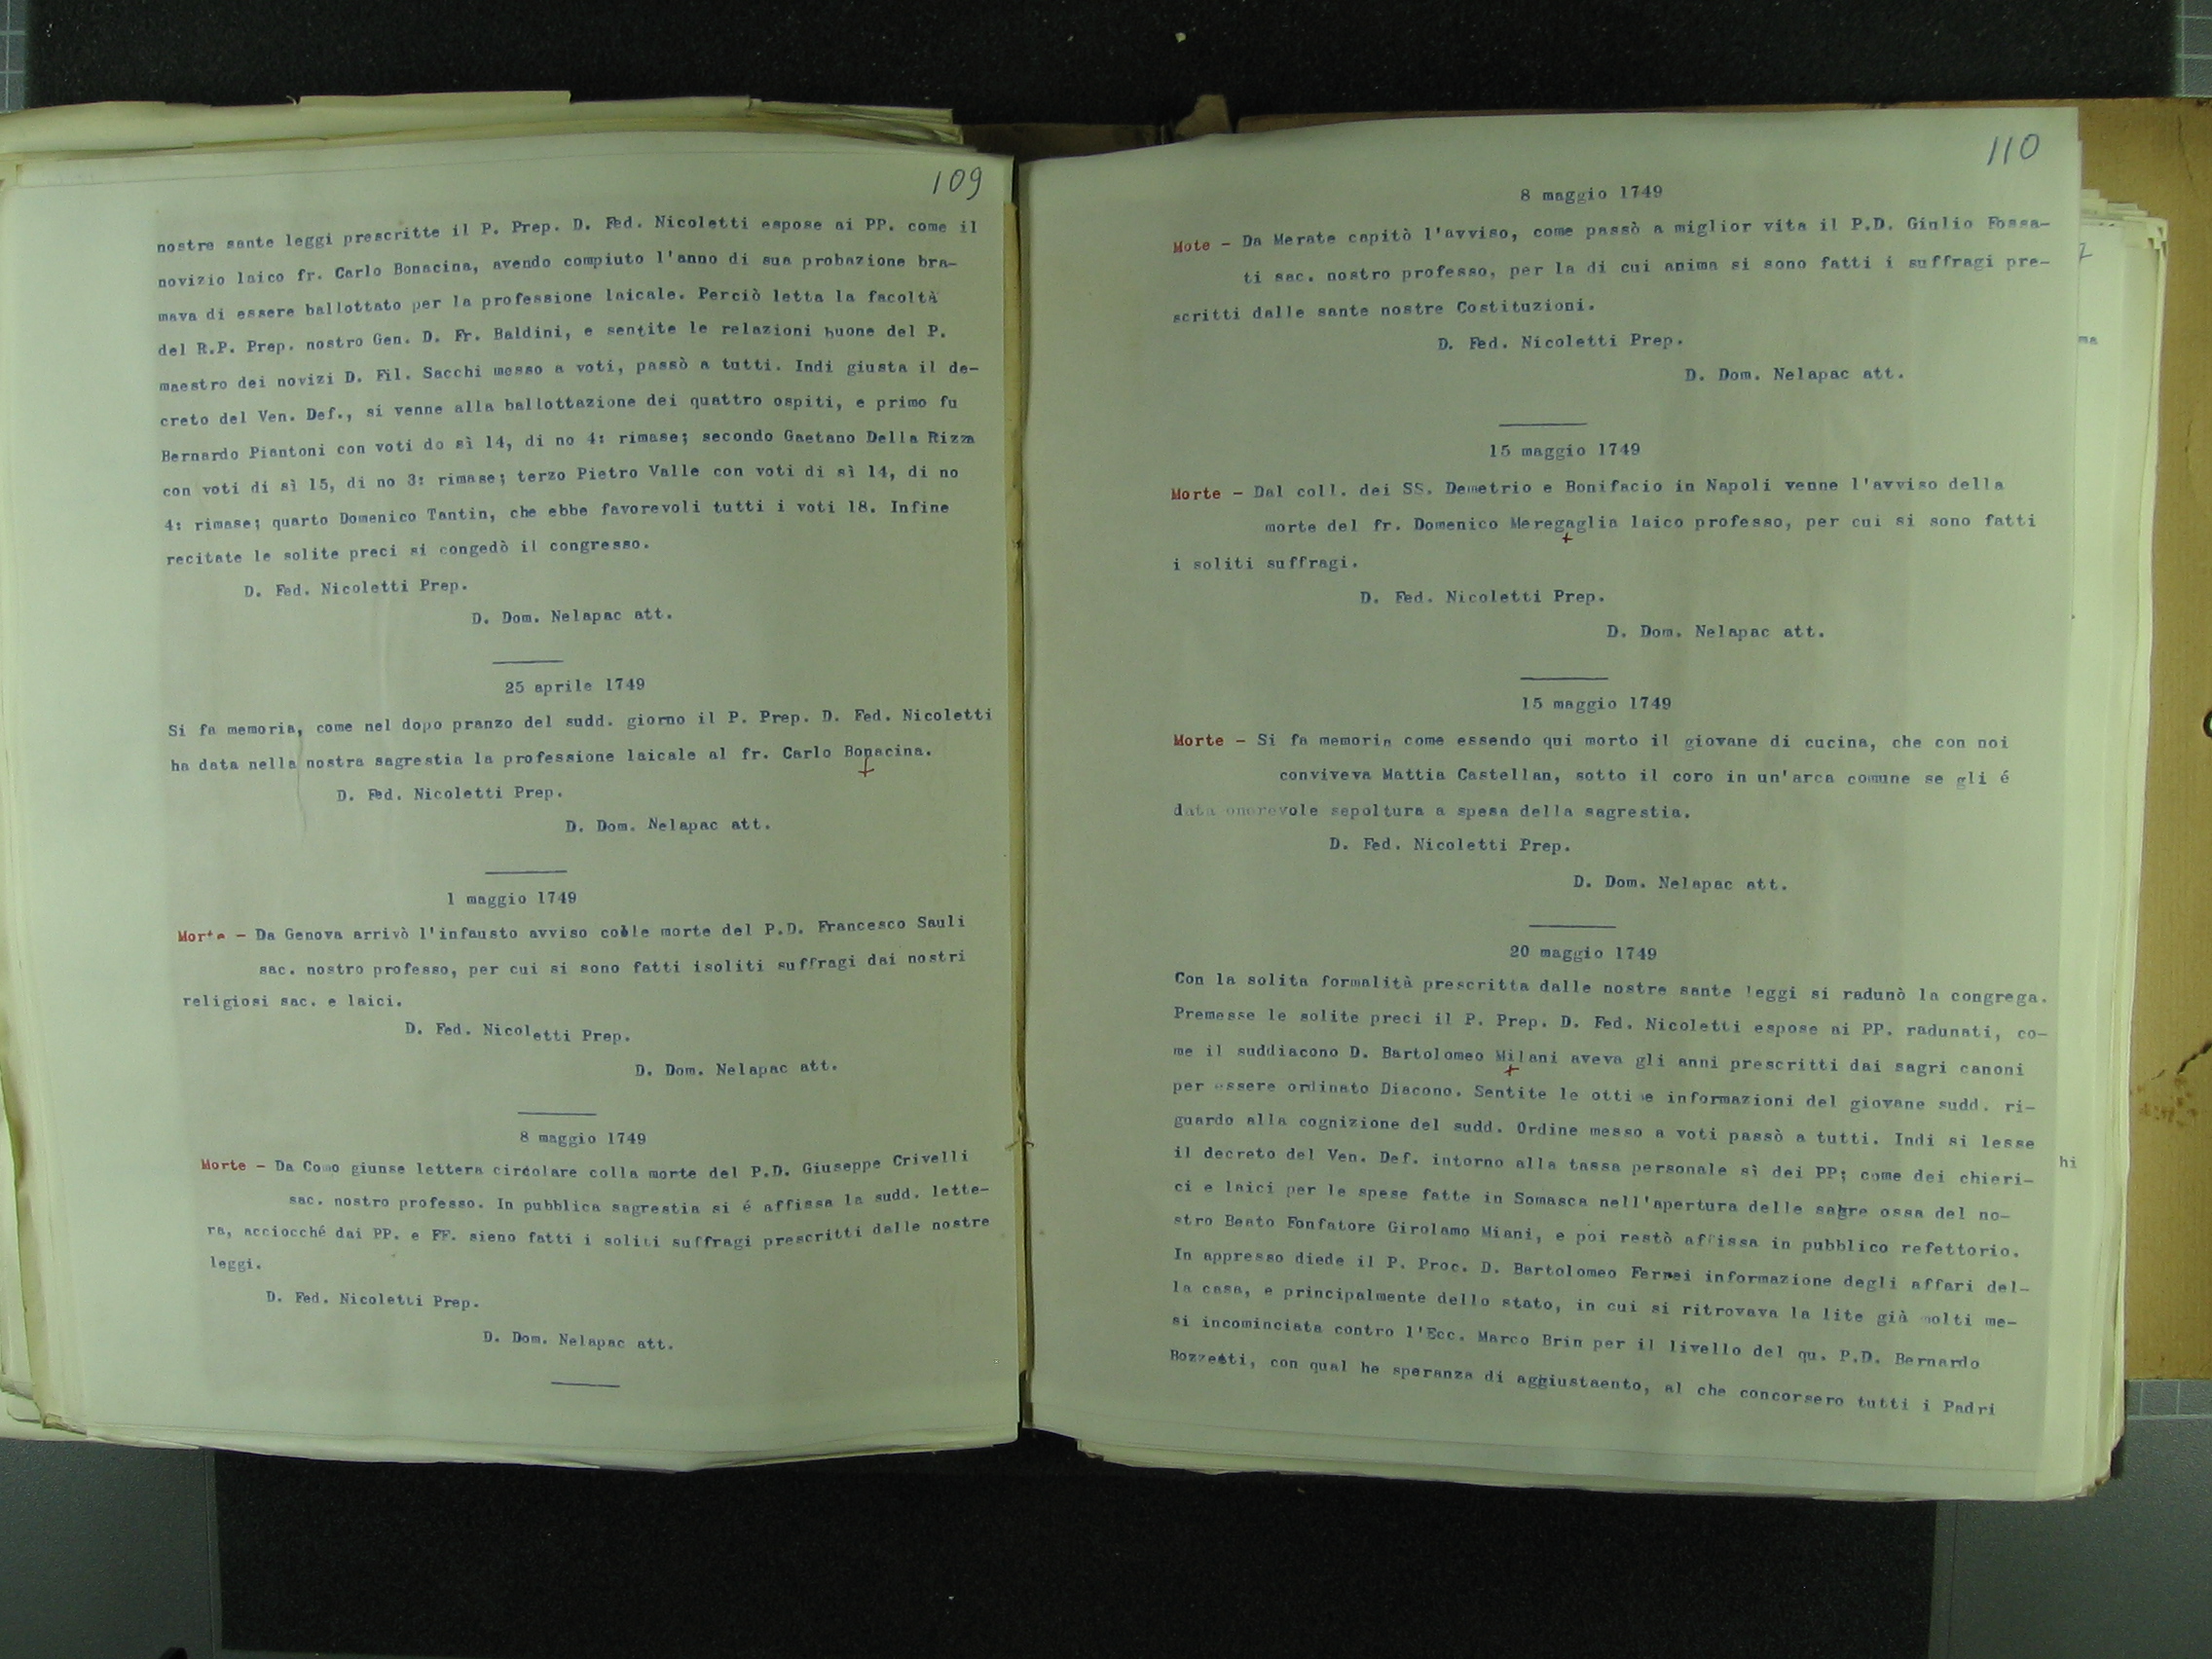 109
nostre sante leggi prescritte il P. Prep. D. Fed. Nicoletti espose ai PP. come il
novizio laico fr. Carlo Bonacina, avendo compiuto l'anno di sua probazione bra-
mava di essere ballottato per la professione laicale. Perciò letta la facoltà
del R.P. Prep. nostro Gen. D. Fr. Baldini, e sentite le relazioni buone del P.
maestro dei novizi D. Fil. Sacchi messo a voti, passò a tutti. Indi giusta il de-
creto del Ven. Def., si venne alla ballottazione dei quattro ospiti, e primo fu
Bernardo Piantoni con voti do sì 14, di no 4: rimase; secondo Gaetano Della Rizza
con voti di sì 15, di no 3: rimase; terzo Pietro Valle con voti di sì 14, di no
4: rimase; quarto Domenico Tantin, che ebbe favorevoli tutti i voti 18. Infine
recitate le solite preci si congedò il congresso.
D. Fed. Nicoletti Prep.
D. Dom. Nelapac att.
25 aprile 1749
Si fa memoria, come nel dopo pranzo del sudd. giorno il P. Prep. D. Fed. Nicoletti
ha data nella nostra sagrestia la professione laicale al fr. Carlo Bonacina.
D. Fed. Nicoletti Prep.
D. Dom. Nelapac att.
1 maggio 1749
Morte - Da Genova arrivò l'infausto avviso colle morte del P.D. Francesco Sauli
sac. nostro professo, per cui si sono fatti isoliti suffragi dai nostri
religiosi sac. e laici.
D. Fed. Nicoletti Prep.
D. Dom. Nelapac att.
8 maggio 1749
Morte - Da Como giunse lettera circolare colla morte del P.D. Giuseppe Crivelli
sac. nostro professo. In pubblica sagrestia si é affissa la sudd. lette-
ra, acciocché dai PP. e FF. sieno fatti i soliti suffragi prescritti dalle nostre
leggi.
D. Fed. Nicoletti Prep.
D. Dom. Nelapac att.
110
8 maggio 1749
Mote - Da Merate capitò l'avviso, come passò a miglior vita il P.D. Giulio Fossa-
ti sac. nostro professo, per la di cui anima si sono fatti i suffragi pre-
scritti dalle sante nostre Costituzioni.
D. Fed. Nicoletti Prep.
D. Dom. Nelapac att.
15 maggio 1749
Morte - Dal coll. dei SS. Demetrio e Bonifacio in Napoli venne l'avviso della
morte del fr. Domenico Meregaglia laico professo, per cui si sono fatti
i soliti suffragi.
D. Fed. Nicoletti Prep.
D. Dom. Nelapac att.
15 maggio 1749
Morte - Si fa memoria come essendo qui morto il giovane di cucina, che con noi
conviveva Mattia Castellan, sotto il coro in un'arca comune se gli é
data onorevole sepoltura a spesa della sagrestia.
D. Fed. Nicoletti Prep.
D. Dom. Nelapac att.
20 maggio 1749
Con la solita formalità prescritta dalle nostre sante leggi si radunò la congrega.
Premesse le solite preci il P. Prep. D. Fed. Nicoletti espose ai PP. radunati, co-
me il suddiacono D. Bartolomeo Milani aveva gli anni prescritti dai sagri canoni
per essere ordinato Diacono. Sentite le ottime informazioni del giovane sudd. ri-
guardo alla cognizione del sudd. Ordine messo a voti passò a tutti. Indi si lesse
il decreto del Ven. Def. intorno alla tassa personale sì dei PP; come dei chieri-
ci e laici per le spese fatte in Somasca nell'apertura delle sagre ossa del no-
stro Beato Fonfatore Girolamo Miani, e poi restò affissa in pubblico refettorio.
In appresso diede il P. Proc. D. Bartolomeo Ferrei informazione degli affari del-
la casa, e principalmente dello stato, in cui si ritrovava la lite già molti me-
si incominciata contro l'Ecc. Marco Brin per il livello del qu. P.D. Bernardo
Bozzetti, con qual he speranza di aggiustaento, al che concorsero tutti i Padri
hi